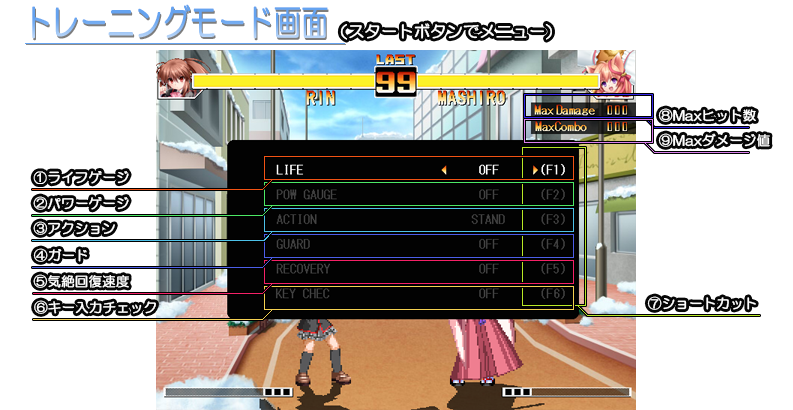 トレーニングモード画面
(スタートボタンでメニュー)
LAST
99
RIN
MASHIRO
MaxDamage 000
MaxCombo 000
⑧Maxヒット数
⑨Maxダメージ値
LIFE OFF (F1)
POW GAUGE OFF (F2)
ACTION STAND (F3)
GUARD OFF (F4)
RECOVERY OFF (F5)
KEY CHEC OFF (F6)
①ライフゲージ
②パワーゲージ
③アクション
④ガード
⑤気絶回復速度
⑥キー入力チェック
⑦ショートカット